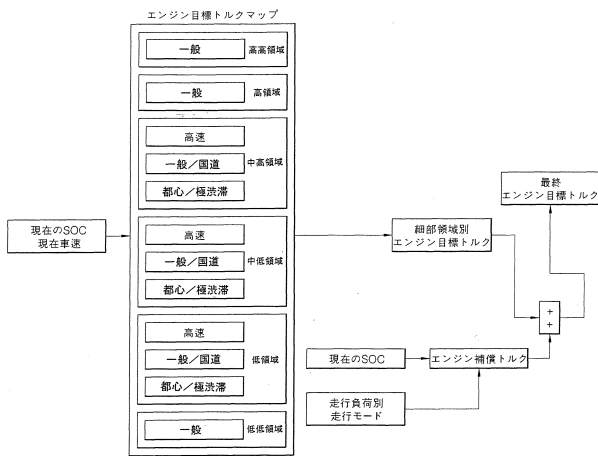 エンジン目標トルクマップ
一般
高高領域
一般
高領域
高速
一般／国道
中高領域
都心／極渋滞
高速
一般／国道
中低領域
都心／極渋滞
高速
一般／国道
低領域
都心／極渋滞
一般
低低領域
現在のSOC
現在車速
細部領域別
エンジン目標トルク
最終
エンジン目標トルク
+
+
現在のSOC
エンジン補償トルク
走行負荷別
走行モード